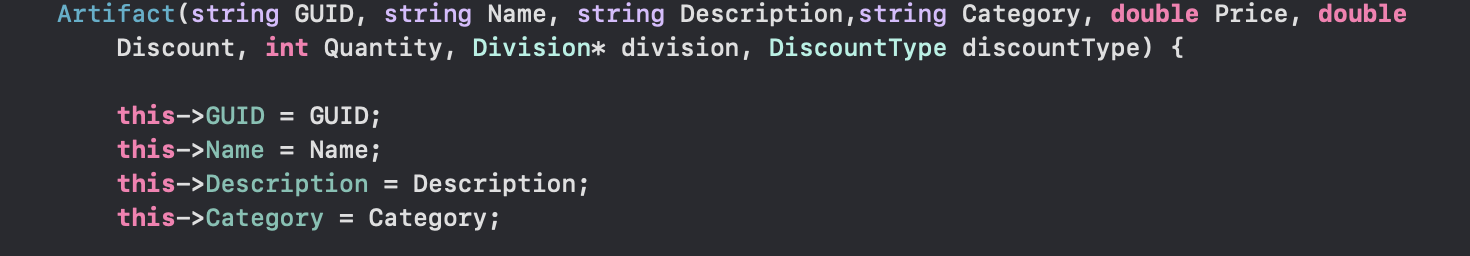 Artifact(string GUID, string Name, string Description,string Category, double Price, double
Discount, int Quantity, Division* division, DiscountType discountType) {
this->GUID = GUID;
this->Name = Name;
this->Description = Description;
this->Category = Category;